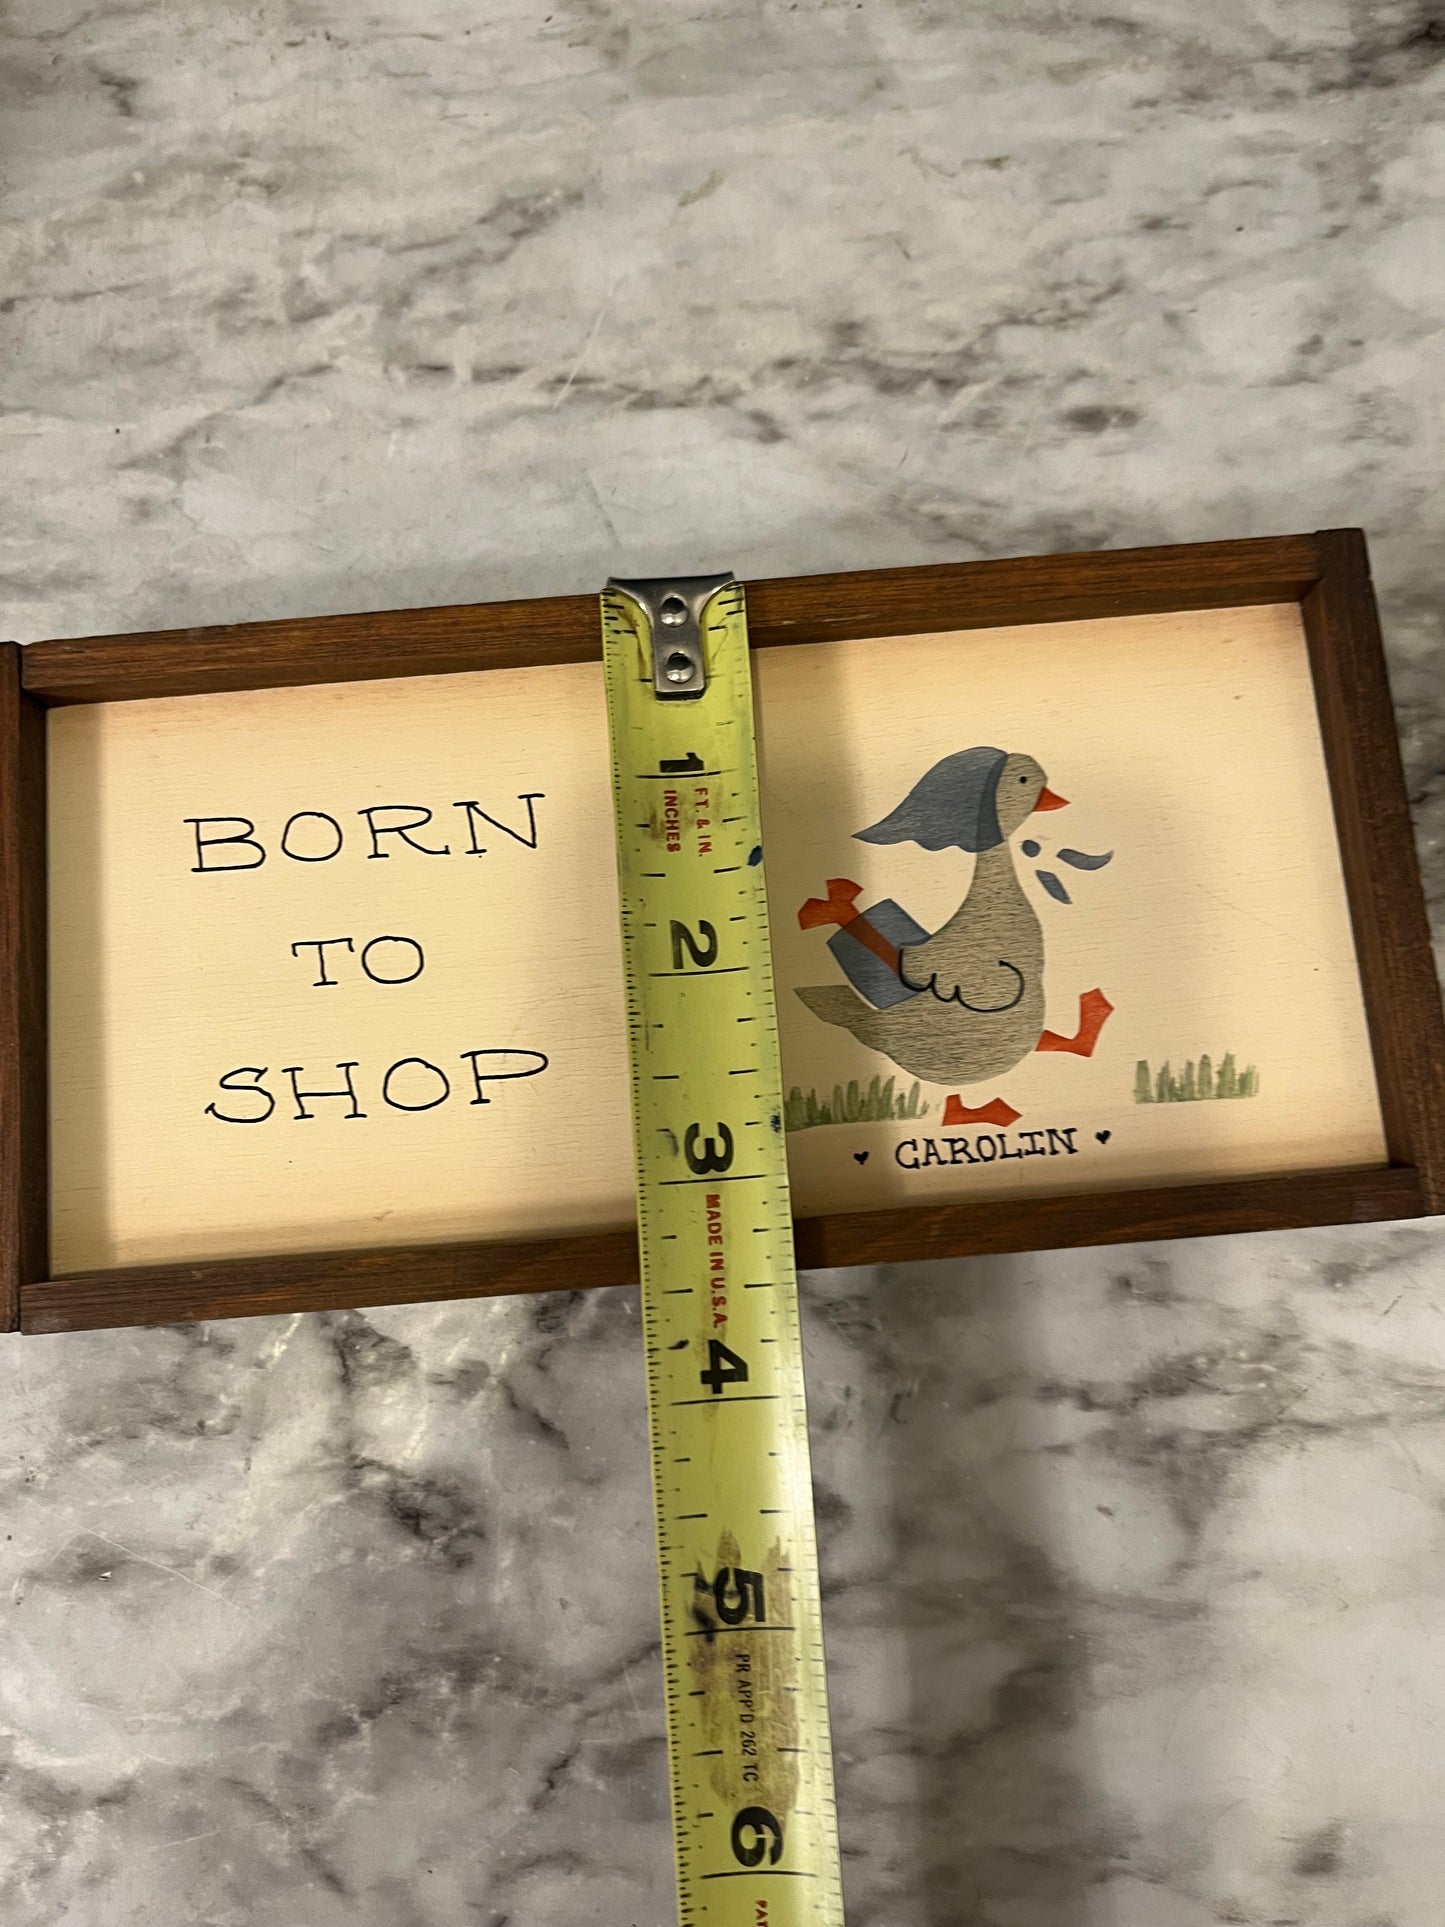 BORN
TO
SHOP
CAROLIN
1
FT. & IN.
INCHES
2
3
MADE IN U.S.A.
4
5
PR APP'D 262 TC
6